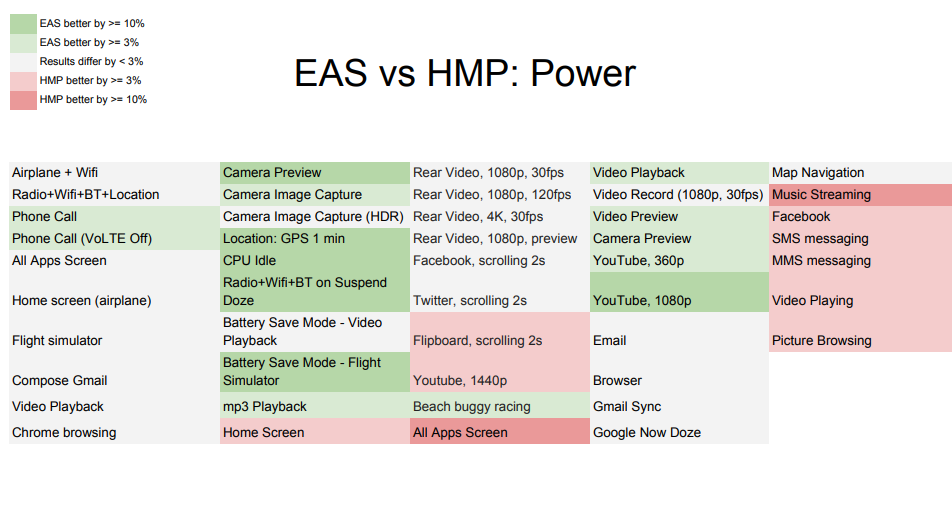 EAS better by >= 10%
EAS better by >= 3%
Results differ by < 3%
HMP better by >= 3%
HMP better by >= 10%
EAS vs HMP: Power
Airplane + Wifi
Camera Preview
Rear Video, 1080p, 30fps
Video Playback
Map Navigation
Radio+Wifi+BT+Location
Camera Image Capture
Rear Video, 1080p, 120fps
Video Record (1080p, 30fps)
Music Streaming
Phone Call
Camera Image Capture (HDR)
Rear Video, 4K, 30fps
Video Preview
Facebook
Phone Call (VoLTE Off)
Location: GPS 1 min
Rear Video, 1080p, preview
Camera Preview
SMS messaging
All Apps Screen
CPU Idle
Facebook, scrolling 2s
YouTube, 360p
MMS messaging
Home screen (airplane)
Radio+Wifi+BT on Suspend
Doze
Twitter, scrolling 2s
YouTube, 1080p
Video Playing
Flight simulator
Battery Save Mode - Video
Playback
Flipboard, scrolling 2s
Email
Picture Browsing
Compose Gmail
Battery Save Mode - Flight
Simulator
Youtube, 1440p
Browser
Video Playback
mp3 Playback
Beach buggy racing
Gmail Sync
Chrome browsing
Home Screen
All Apps Screen
Google Now Doze